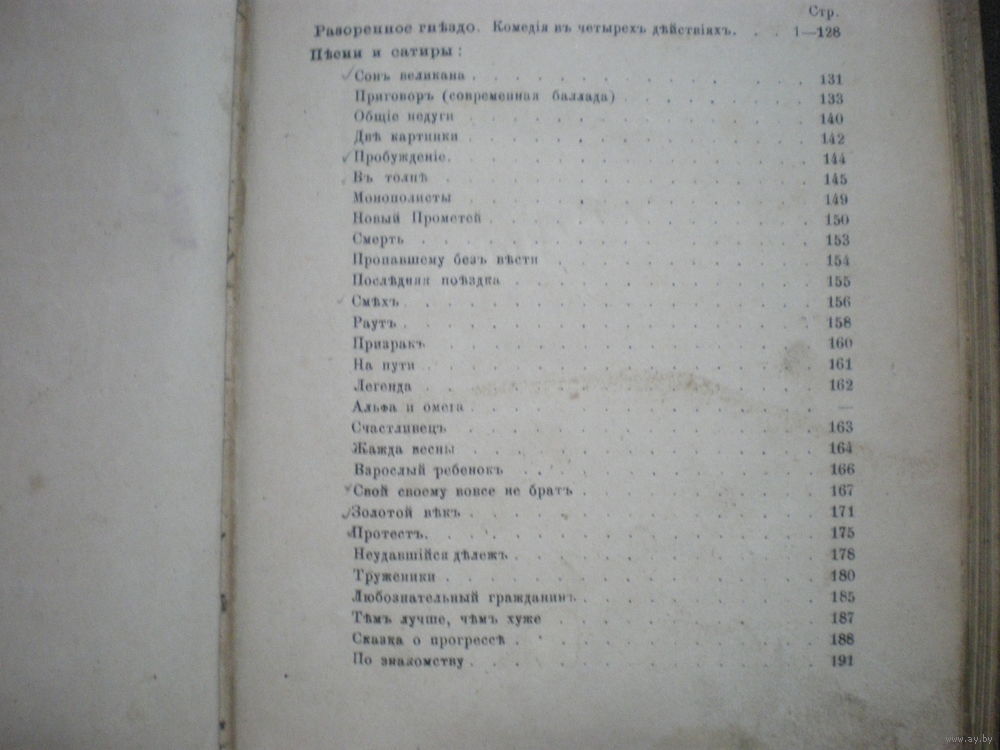 Стр.
Разоренное гнѣздо. Комедія въ четырехъ дѣйствіяхъ. . . 1—128
Пѣсни и сатиры:
Сонъ великана 131
Приговоръ (современная баллада) 133
Общіе недуги 140
Двѣ картинки 142
Пробужденіе. 144
Въ толпѣ 145
Монополисты 149
Новый Прометей 150
Смерть 153
Пропавшему безъ вѣсти 154
Послѣдняя поѣздка 155
Смѣхъ 156
Раутъ 158
Призракъ 160
На пути 161
Легенда 162
Альфа и омега —
Счастливецъ 163
Жажда весны 164
Взрослый ребенокъ 166
Свой своему вовсе не братъ 167
Золотой вѣкъ 171
Протестъ. 175
Неудавшійся дѣлежъ 178
Труженики 180
Любознательный гражданинъ 185
Тѣмъ лучше, чѣмъ хуже 187
Сказка о прогрессѣ 188
По знакомству 191
www.ay.by